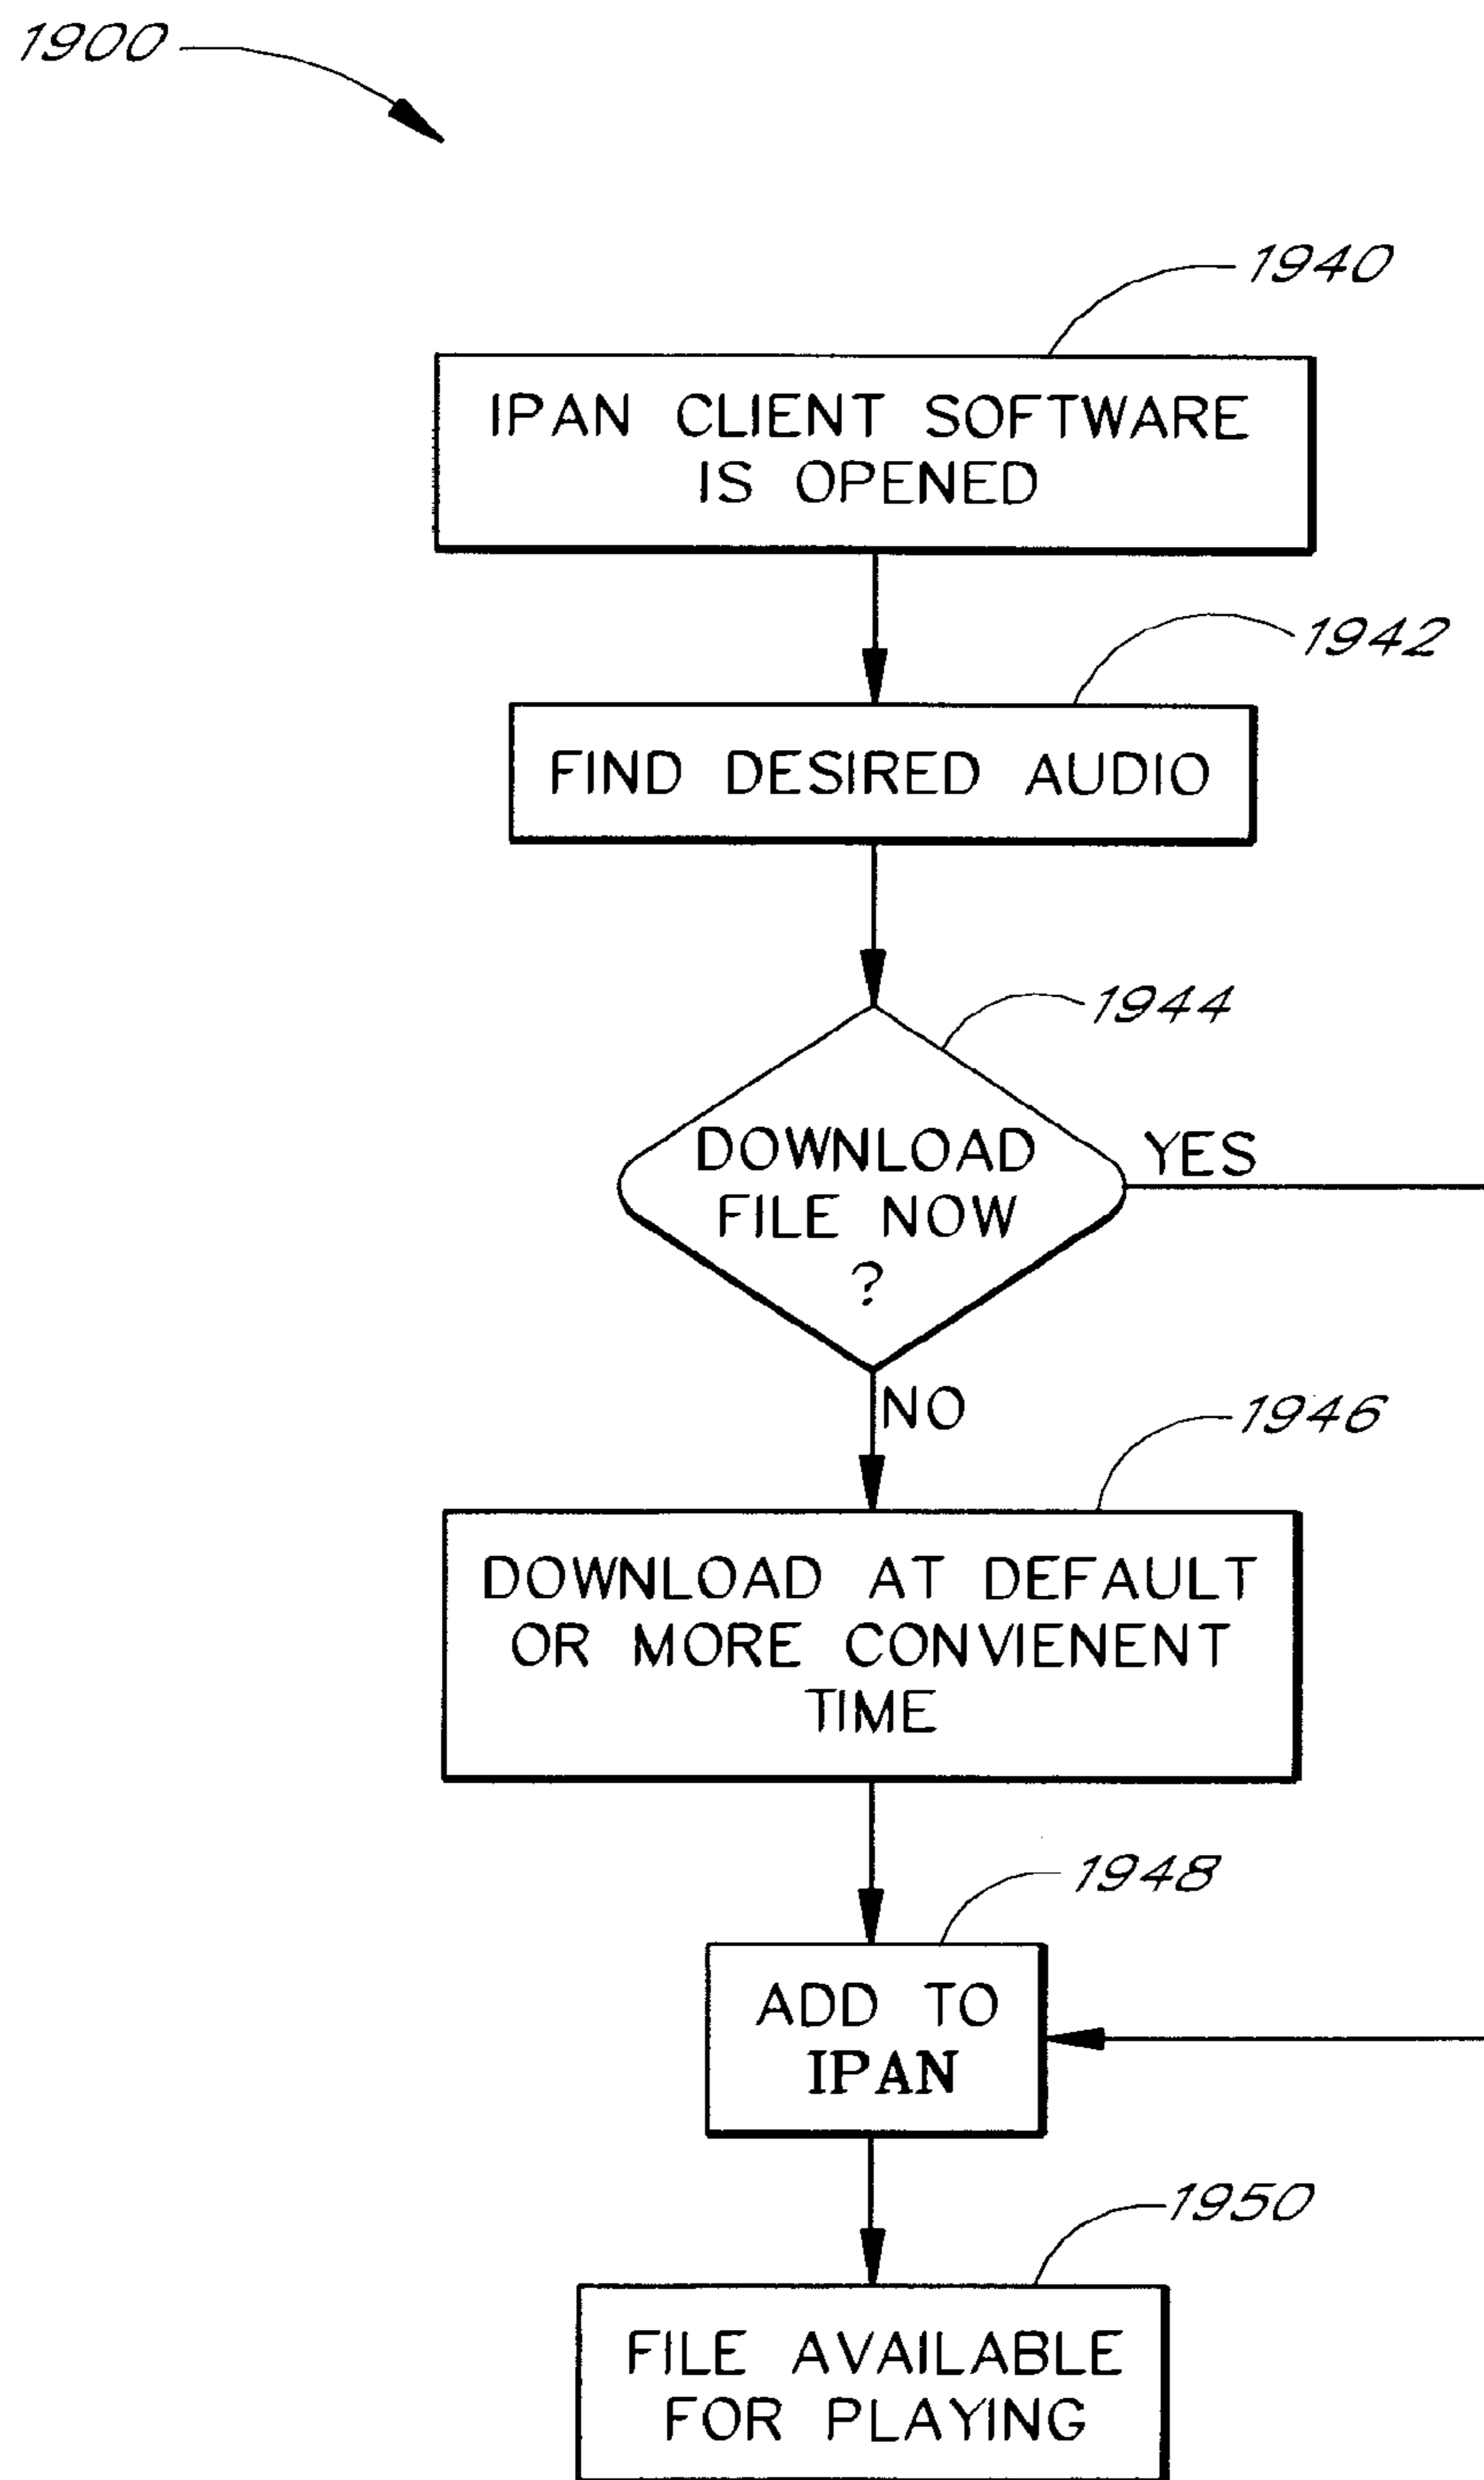 1900
1940
IPAN CLIENT SOFTWARE
IS OPENED
1942
FIND DESIRED AUDIO
1944
DOWNLOAD
FILE NOW
?
YES
NO
1946
DOWNLOAD AT DEFAULT
OR MORE CONVIENENT
TIME
1948
ADD TO
IPAN
1950
FILE AVAILABLE
FOR PLAYING